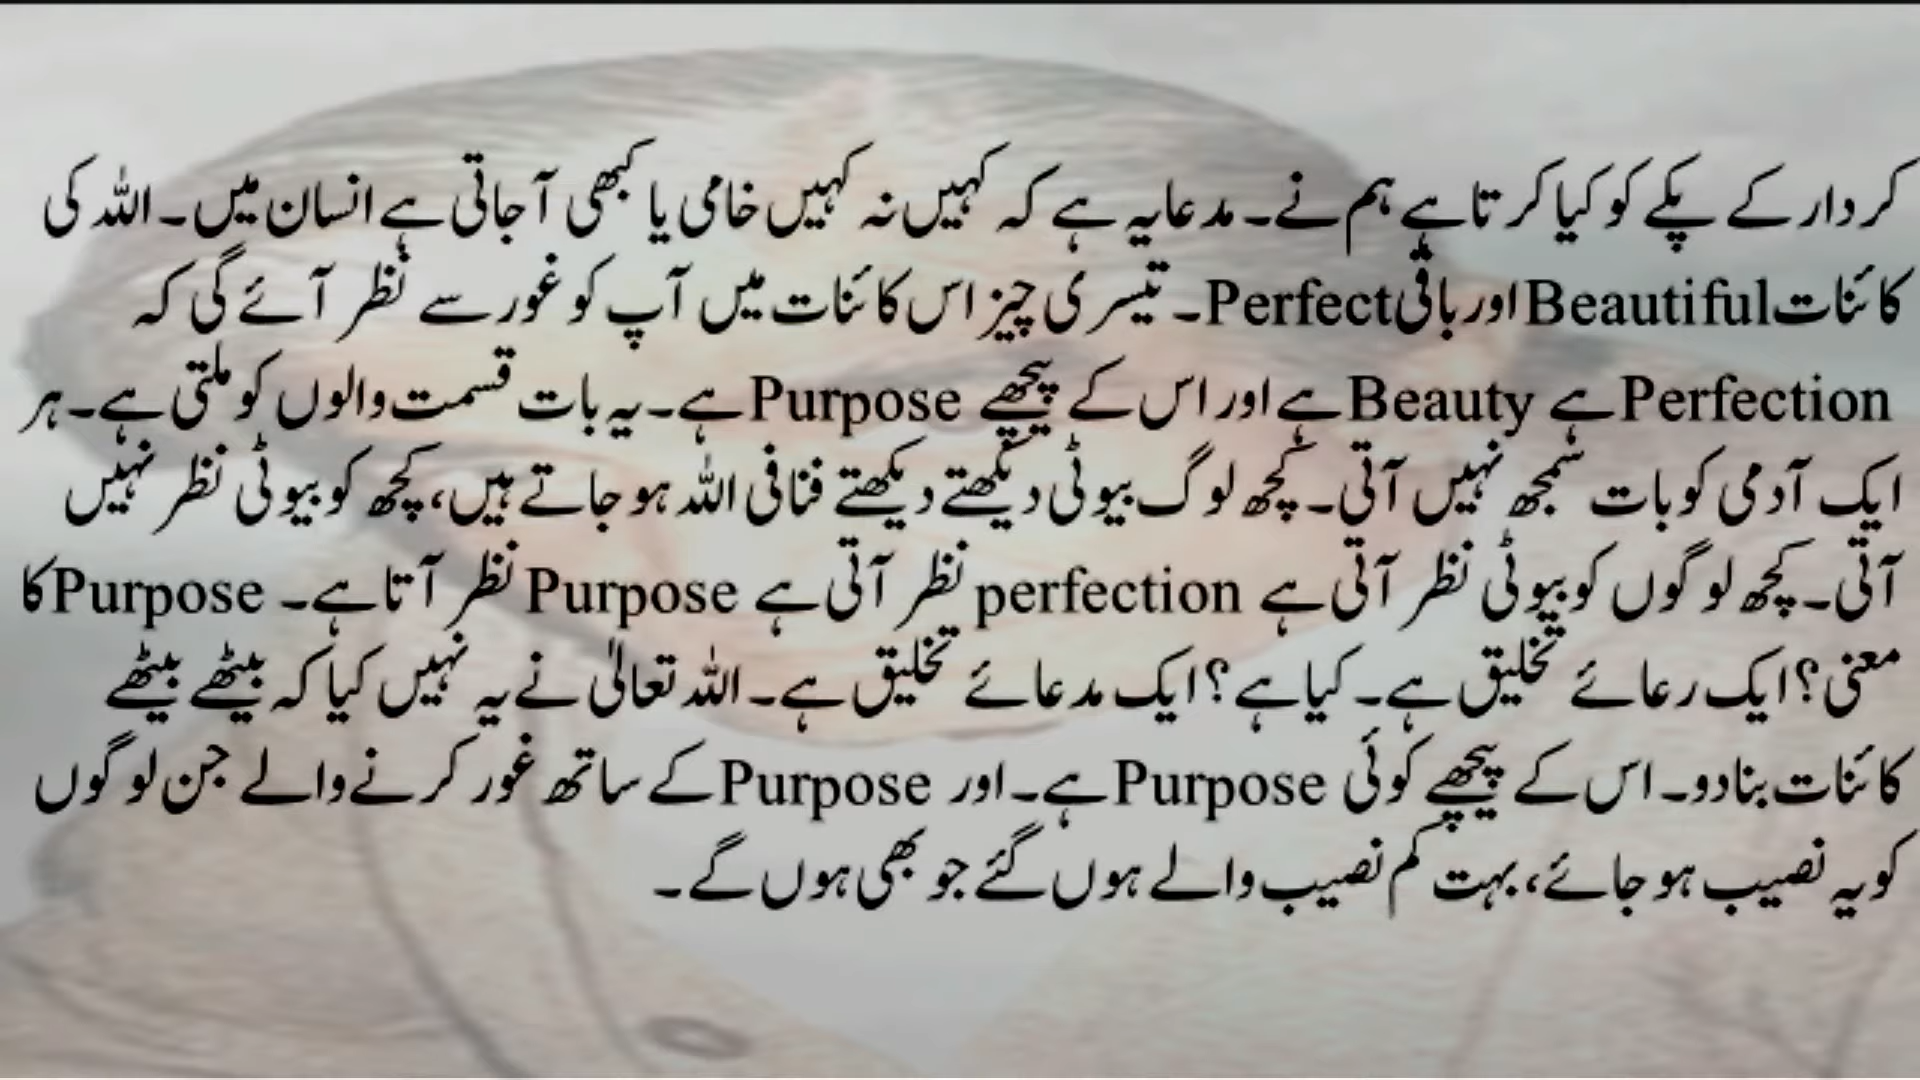 کردار کے پکے کو کیا کرتا ہے ہم نے۔ مدعا یہ ہے کہ کہیں نہ کہیں خامی یا کبھی آ جاتی ہے انسان میں۔ اللہ کی
کائنات Beautiful اور باقی Perfect۔ تیسری چیز اس کائنات میں آپ کو غور سے نظر آئے گی کہ
Perfection ہے Beauty ہے اور اس کے پیچھے Purpose ہے۔ یہ بات قسمت والوں کو ملتی ہے۔ ہر
ایک آدمی کو بات سمجھ نہیں آتی۔ کچھ لوگ بیوٹی دیکھتے دیکھتے فنا فی اللہ ہو جاتے ہیں، کچھ کو بیوٹی نظر نہیں
آتی۔ کچھ لوگوں کو بیوٹی نظر آتی ہے perfection نظر آتی ہے Purpose نظر آتا ہے۔ Purpose کا
معنی؟ ایک رعائے تخلیق ہے۔ کیا ہے؟ ایک مدعائے تخلیق ہے۔ اللہ تعالیٰ نے یہ نہیں کیا کہ بیٹھے بیٹھے
کائنات بنا دو۔ اس کے پیچھے کوئی Purpose ہے۔ اور Purpose کے ساتھ غور کرنے والے جن لوگوں
کو یہ نصیب ہو جائے، بہت کم نصیب والے ہوں گئے جو بھی ہوں گے۔